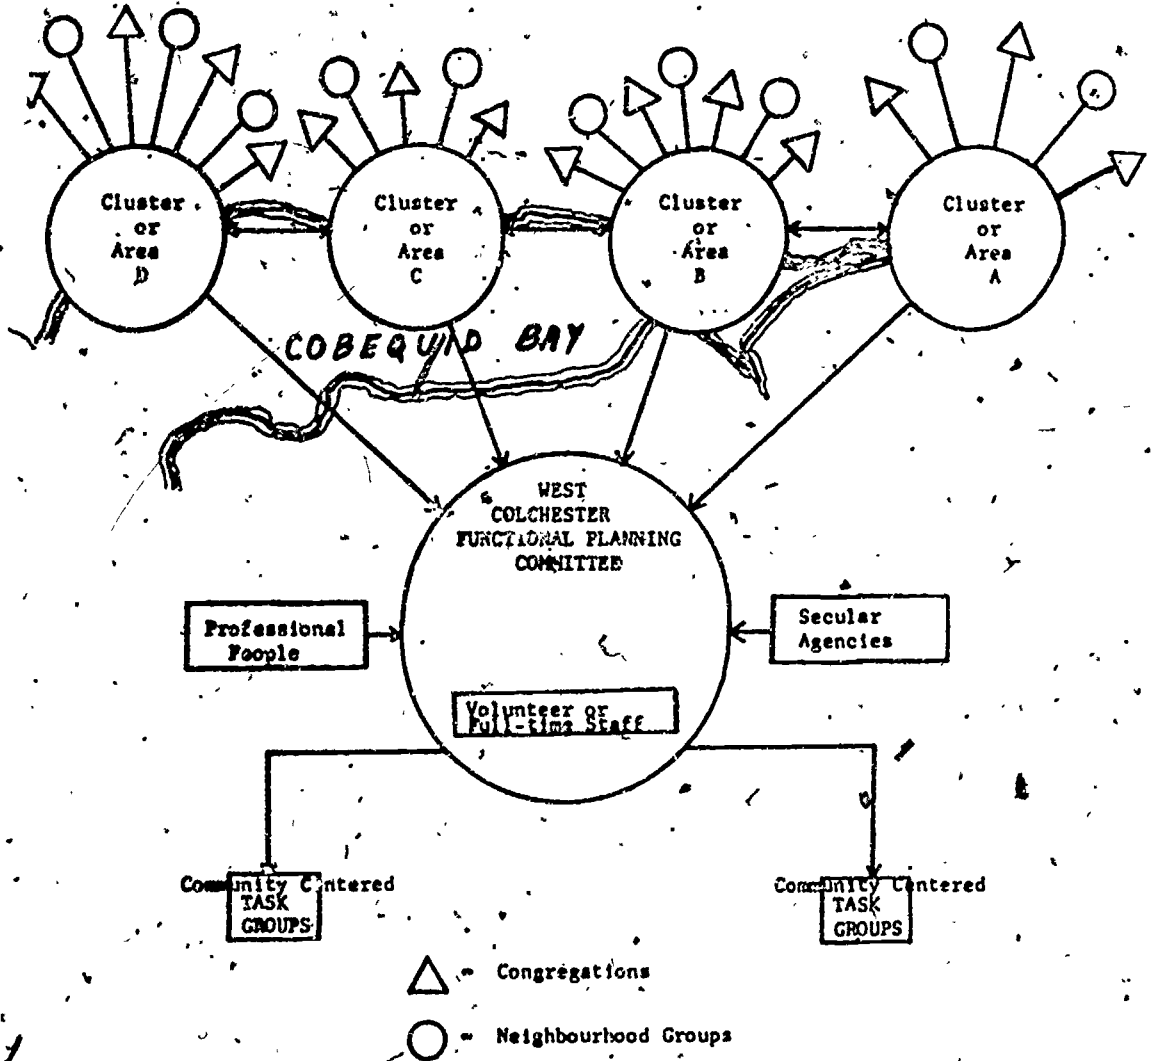 Cluster
or
Area
D
Cluster
or
Area
C
Cluster
or
Area
B
Cluster
or
Area
A
COBEQUID BAY
WEST
COLCHESTER
FUNCTIONAL PLANNING
COMMITTEE
Professional
People
Secular
Agencies
Volunteer or
Full-time Staff
Community Centered
TASK
GROUPS
Community Centered
TASK
GROUPS
= Congregations
= Neighbourhood Groups